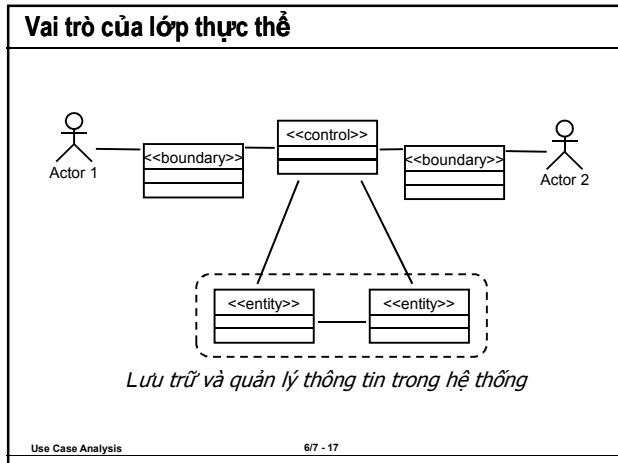 Vai trò của lớp thực thể
<<control>>
<<boundary>>
<<boundary>>
Actor 1
Actor 2
<<entity>>
<<entity>>
Lưu trữ và quản lý thông tin trong hệ thống
Use Case Analysis 6/7 - 17